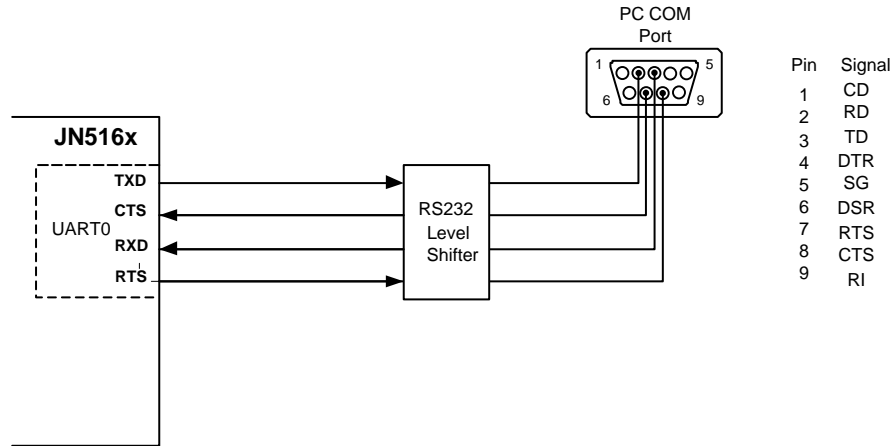 PC COM
Port
1
5
6
9
Pin Signal
1 CD
2 RD
3 TD
4 DTR
5 SG
6 DSR
7 RTS
8 CTS
9 RI
JN516x
UART0
TXD
CTS
RXD
RTS
RS232
Level
Shifter